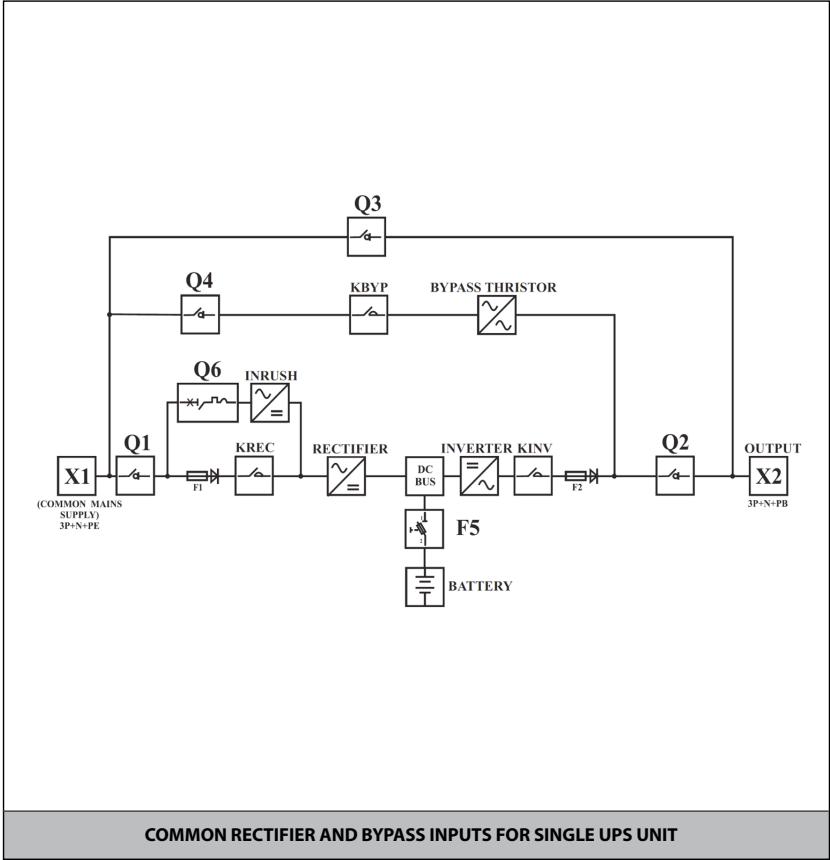 Q3
Q4
KBYP
BYPASS THRISTOR
Q6
INRUSH
Q1
KREC
RECTIFIER
INVERTER
KINV
Q2
OUTPUT
X1
F1
DC
BUS
F2
X2
(COMMON MAINS
SUPPLY)
3P+N+PE
3P+N+PB
F5
BATTERY
COMMON RECTIFIER AND BYPASS INPUTS FOR SINGLE UPS UNIT